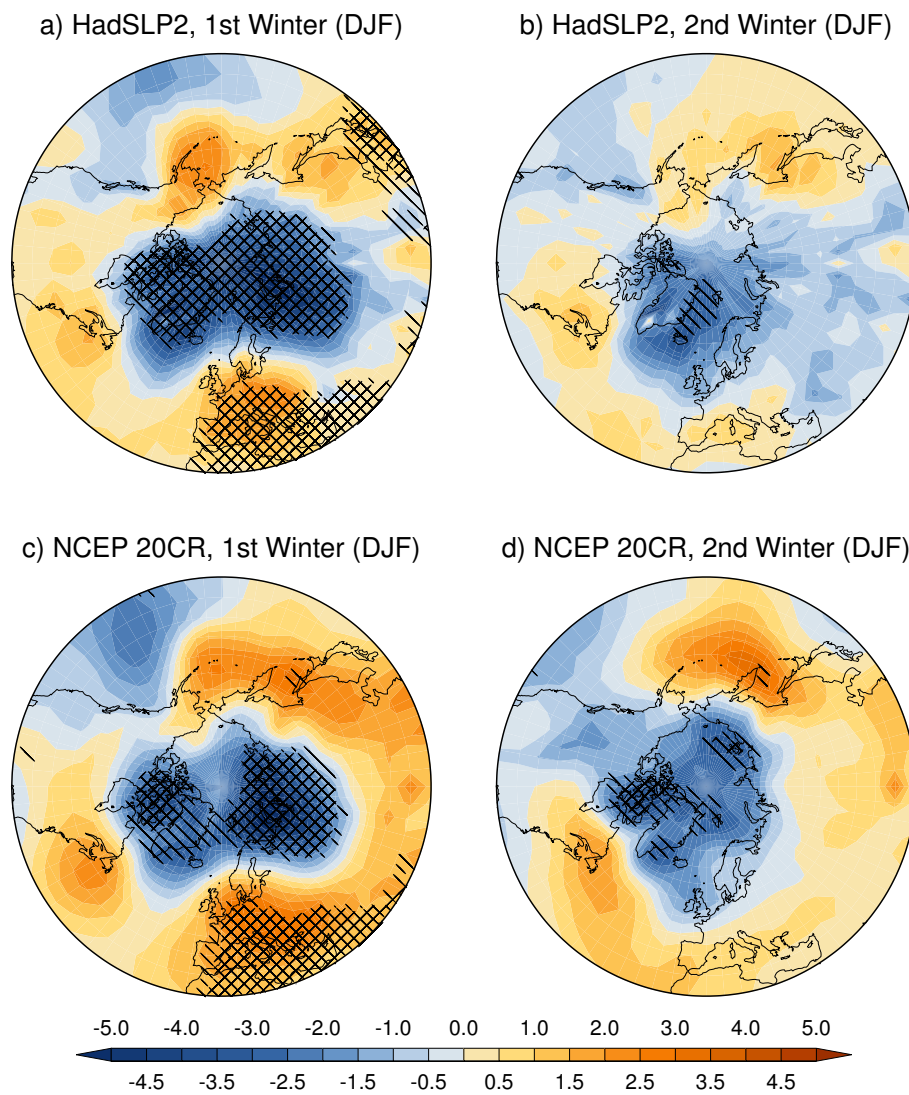 a) HadSLP2, 1st Winter (DJF)
b) HadSLP2, 2nd Winter (DJF)
c) NCEP 20CR, 1st Winter (DJF)
d) NCEP 20CR, 2nd Winter (DJF)
-5.0 -4.0 -3.0 -2.0 -1.0 0.0 1.0 2.0 3.0 4.0 5.0
-4.5 -3.5 -2.5 -1.5 -0.5 0.5 1.5 2.5 3.5 4.5